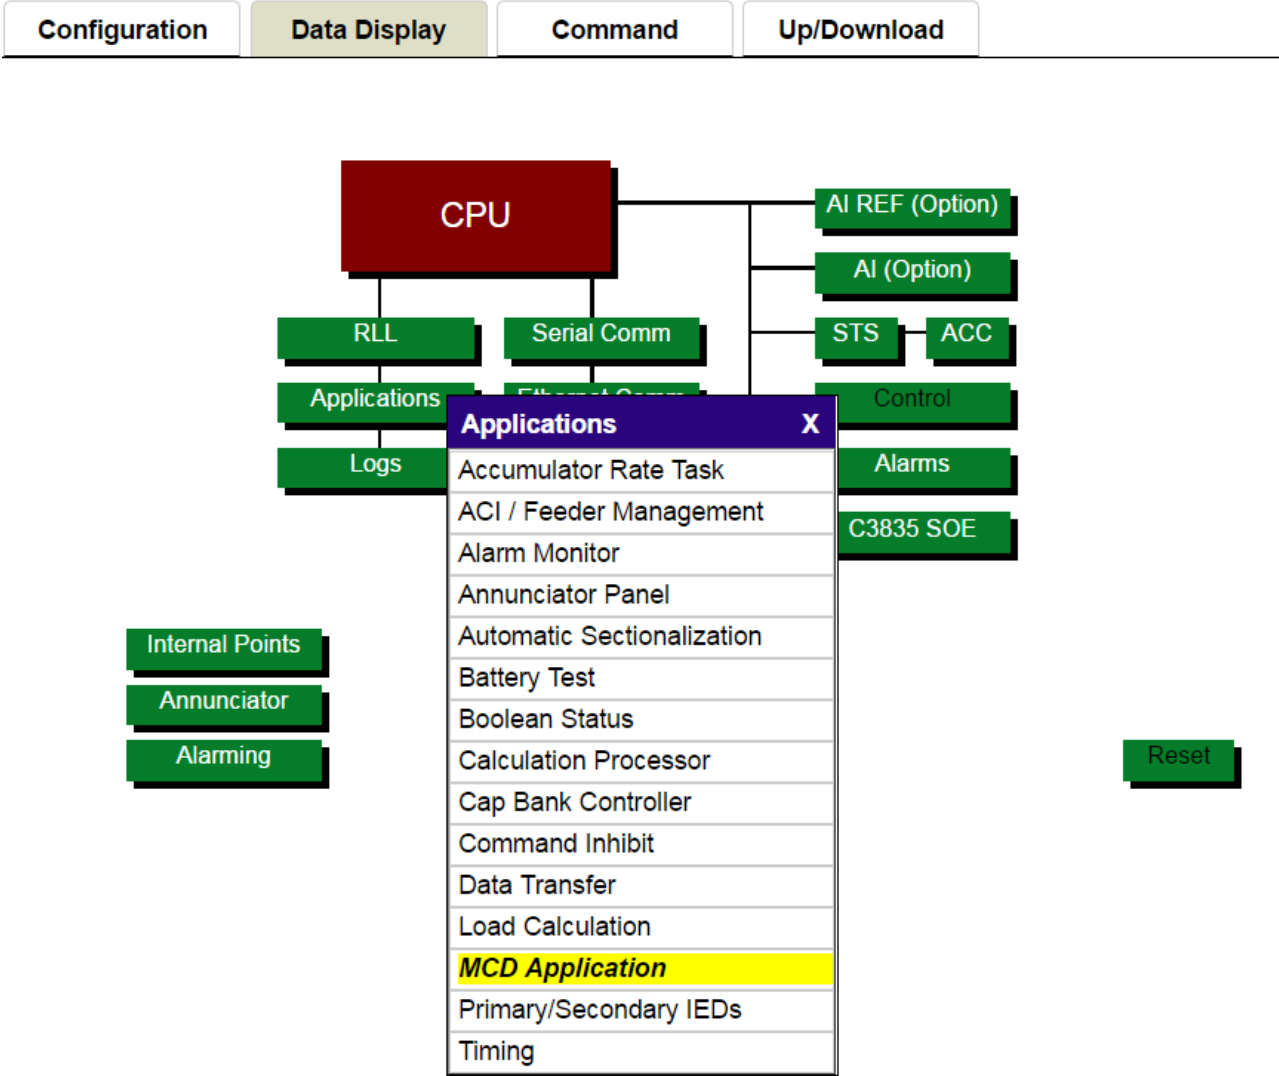 Configuration
Data Display
Command
Up/Download
CPU
AI REF (Option)
AI (Option)
RLL
Serial Comm
STS
ACC
Applications
Ethernet Comm
Control
Logs
Alarms
C3835 SOE
Applications X
Accumulator Rate Task
ACI / Feeder Management
Alarm Monitor
Annunciator Panel
Automatic Sectionalization
Battery Test
Boolean Status
Calculation Processor
Cap Bank Controller
Command Inhibit
Data Transfer
Load Calculation
MCD Application
Primary/Secondary IEDs
Timing
Internal Points
Annunciator
Alarming
Reset